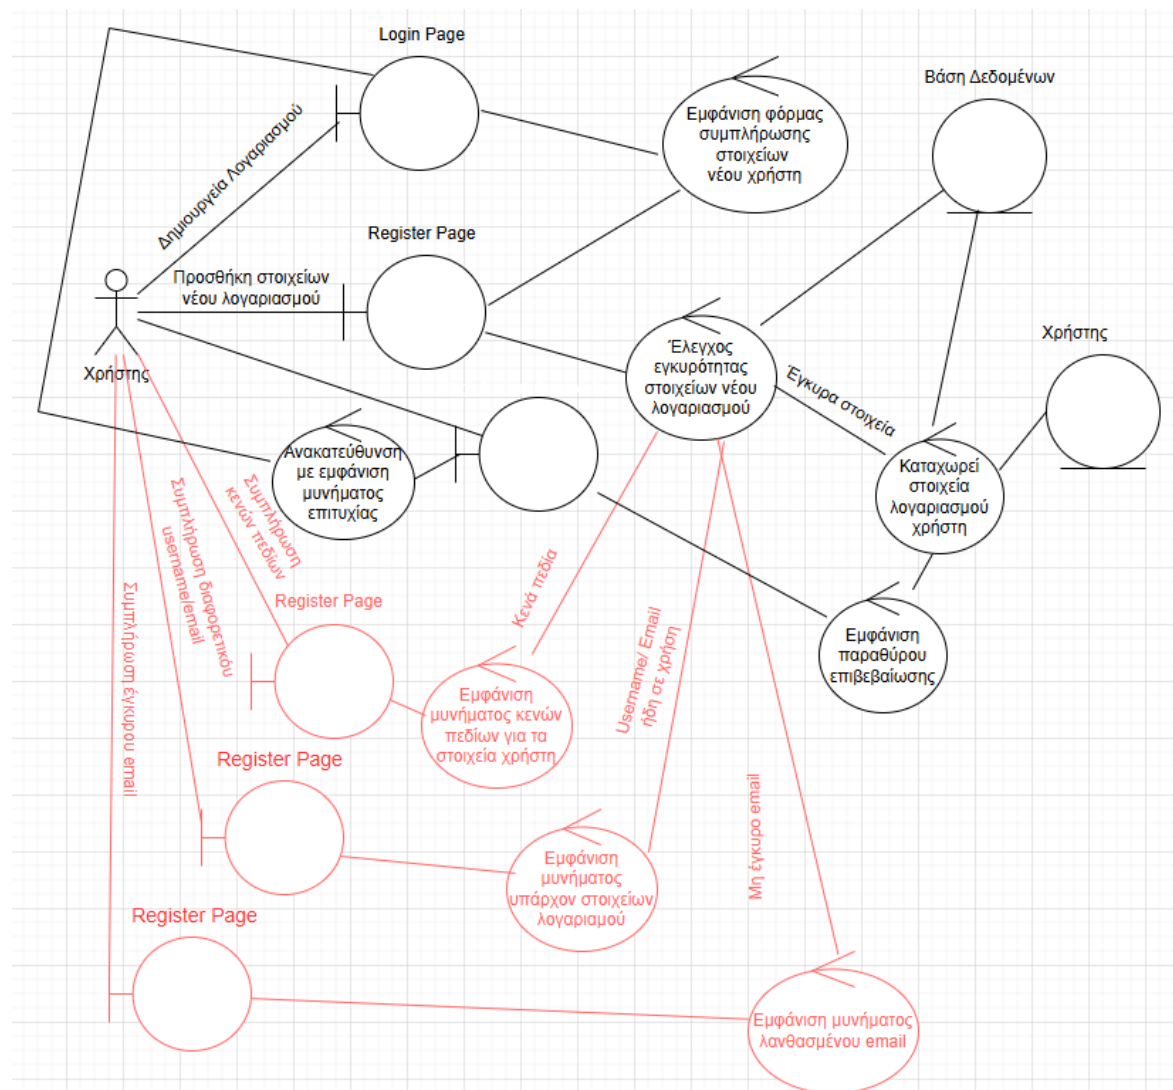 Login Page
Βάση Δεδομένων
Εμφάνιση φόρμας
συμπλήρωσης
στοιχείων
νέου χρήστη
Δημιουργεία Λογαριασμού
Register Page
Προσθήκη στοιχείων
νέου λογαριασμού
Χρήστης
Χρήστης
Έλεγχος
εγκυρότητας
στοιχείων νέου
λογαριασμού
Έγκυρα στοιχεία
Ανακατεύθυνση
με εμφάνιση
μυνήματος
επιτυχίας
Καταχωρεί
στοιχεία
λογαριασμού
χρήστη
Συμπλήρωση
κενών πεδίων
Συμπλήρωση διαφορετικόυ
username/email
Συμπλήρωση έγκυρου email
Register Page
Κενά πεδία
Username/ Email
ήδη σε χρήση
Εμφάνιση
παραθύρου
επιβεβαίωσης
Εμφάνιση
μυνήματος κενών
πεδίων για τα
στοιχεία χρήστη
Register Page
Μη έγκυρο email
Εμφάνιση
μυνήματος
υπάρχον στοιχείων
λογαριαμού
Register Page
Εμφάνιση μυνήματος
λανθασμένου email